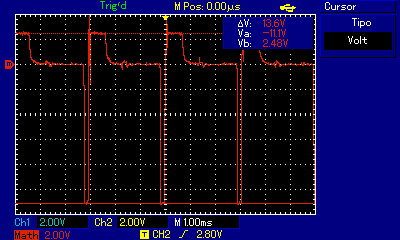 Trig'd M Pos: 0.00µs Cursor
Tipo
Volt
ΔV: 13.6V
Va: -11.1V
Vb: 2.48V
M
Ch1 2.00V Ch2 2.00V M 1.00ms
Math 2.00V T CH2 2.80V